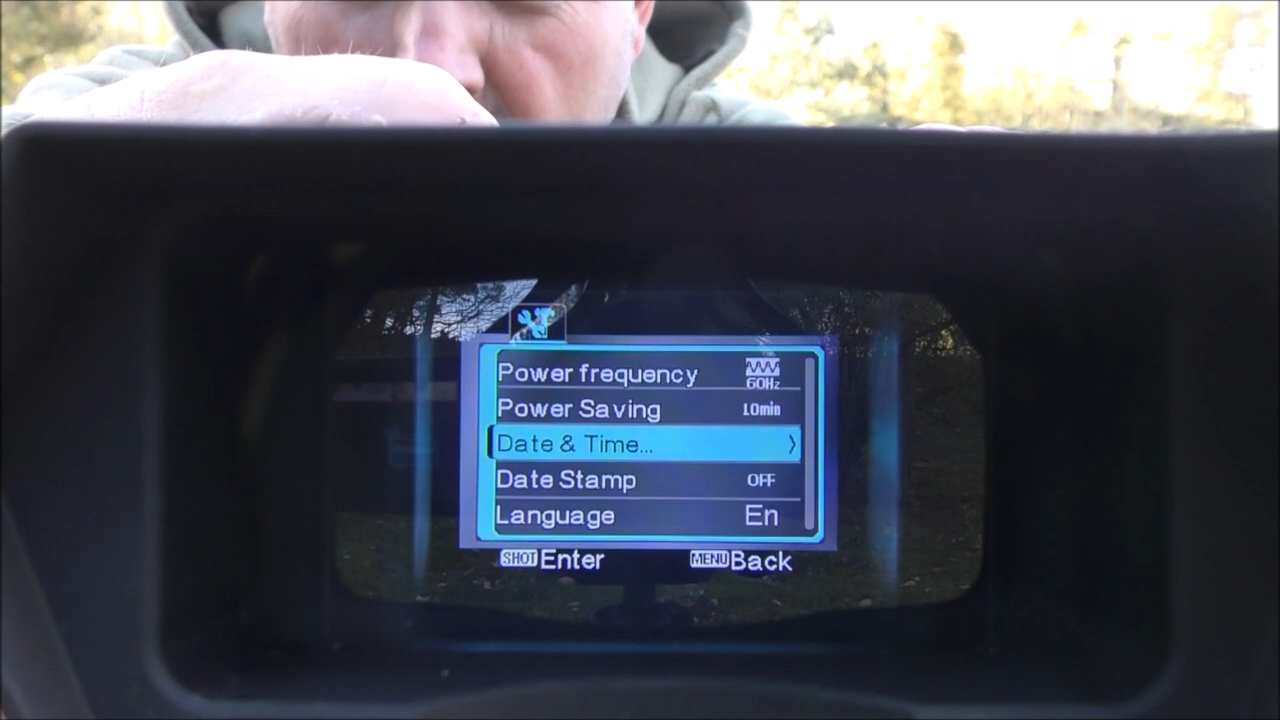 Power frequency 60Hz
Power Saving 10min
Date & Time... >
Date Stamp OFF
Language En
SHOT Enter MENU Back